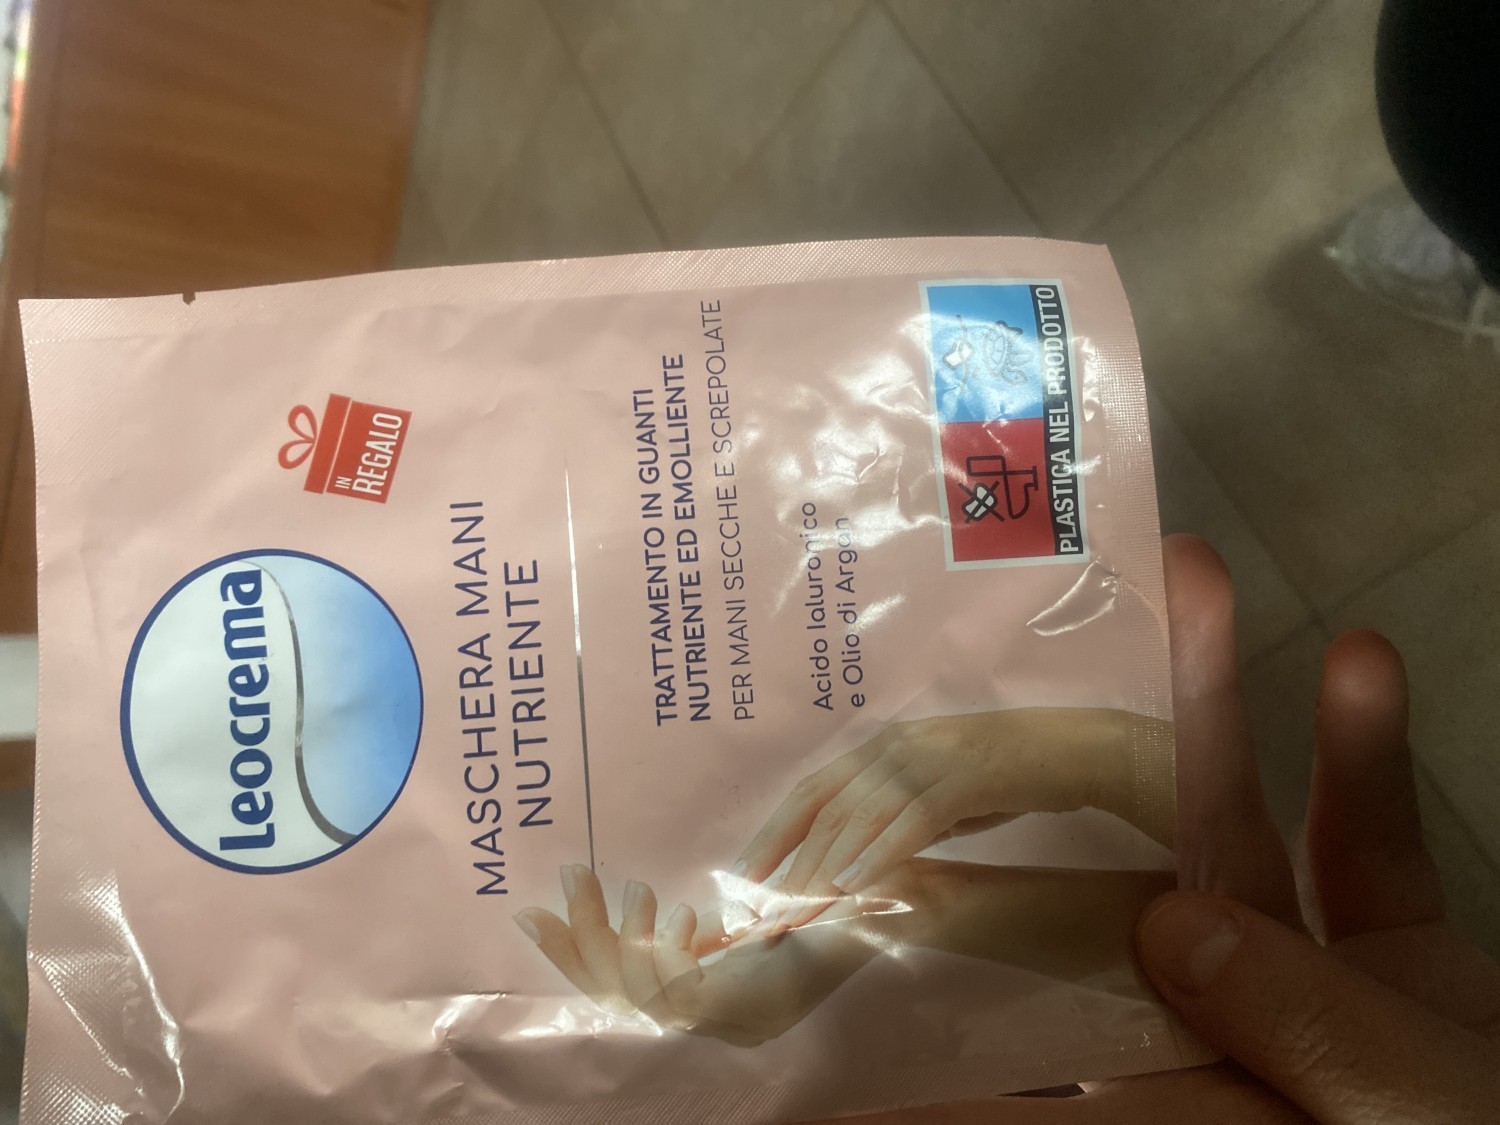 Leocrema
IN
REGALO
MASCHERA MANI
NUTRIENTE
TRATTAMENTO IN GUANTI
NUTRIENTE ED EMOLLIENTE
PER MANI SECCHE E SCREPOLATE
Acido Ialuronico
e Olio di Argan
PLASTICA NEL PRODOTTO